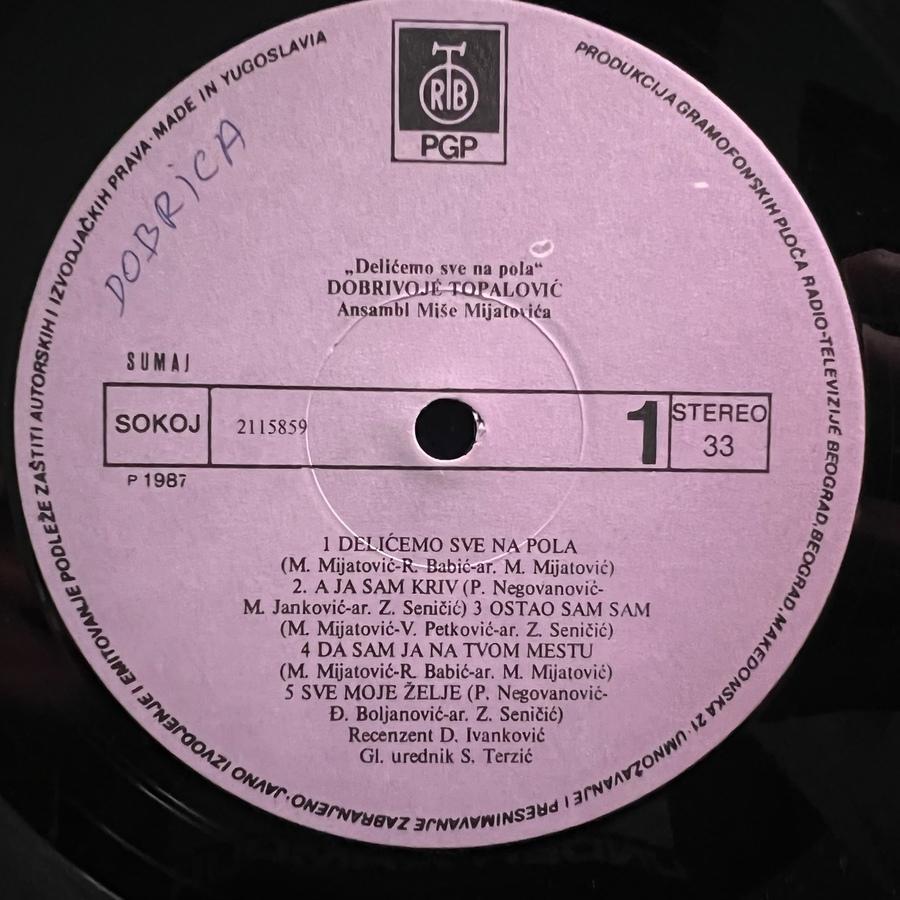 PRODUKCIJA GRAMOFONSKIH PLOČA RADIO-TELEVIZIJE BEOGRAD, BEOGRAD, MAKEDONSKA 21 · UMNOŽAVANJE I PRESNIMAVANJE ZABRANJENO · JAVNO IZVODJENJE I EMITOVANJE PODLEŽE ZAŠTITI AUTORSKIH I IZVODJAČKIH PRAVA · MADE IN YUGOSLAVIA
RTB
PGP
DOBRICA
„Delićemo sve na pola“
DOBRIVOJE TOPALOVIĆ
Ansambl Miše Mijatovića
SUMAJ
SOKOJ 2115859 1 STEREO
33
P 1987
1 DELIĆEMO SVE NA POLA
(M. Mijatović-R. Babić-ar. M. Mijatović)
2. A JA SAM KRIV (P. Negovanović-
M. Janković-ar. Z. Seničić) 3 OSTAO SAM SAM
(M. Mijatović-V. Petković-ar. Z. Seničić)
4 DA SAM JA NA TVOM MESTU
(M. Mijatović-R. Babić-ar. M. Mijatović)
5 SVE MOJE ŽELJE (P. Negovanović-
Đ. Boljanović-ar. Z. Seničić)
Recenzent D. Ivanković
Gl. urednik S. Terzić